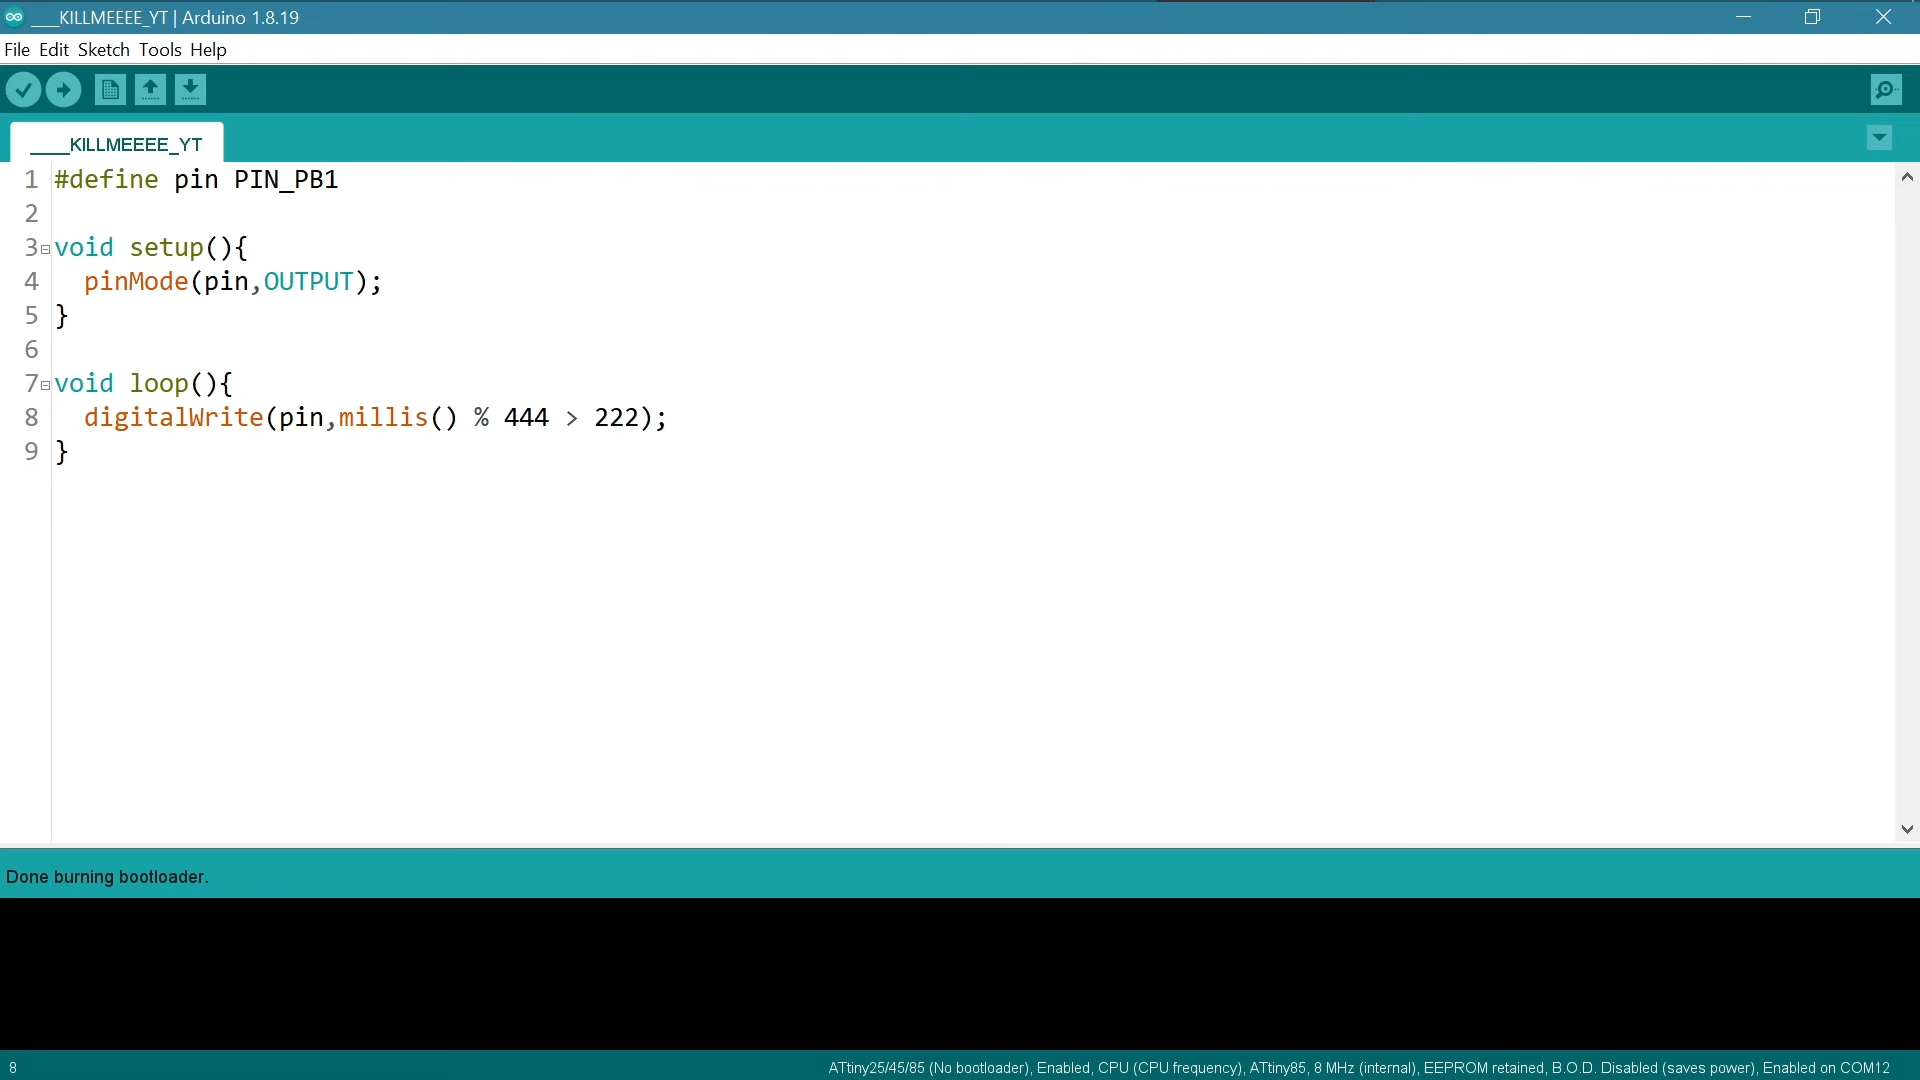 ___KILLMEEEE_YT | Arduino 1.8.19
File Edit Sketch Tools Help
____KILLMEEEE_YT
1 #define pin PIN_PB1
2
3 void setup(){
4   pinMode(pin,OUTPUT);
5 }
6
7 void loop(){
8   digitalWrite(pin,millis() % 444 > 222);
9 }
Done burning bootloader.
8 ATtiny25/45/85 (No bootloader), Enabled, CPU (CPU frequency), ATtiny85, 8 MHz (internal), EEPROM retained, B.O.D. Disabled (saves power), Enabled on COM12